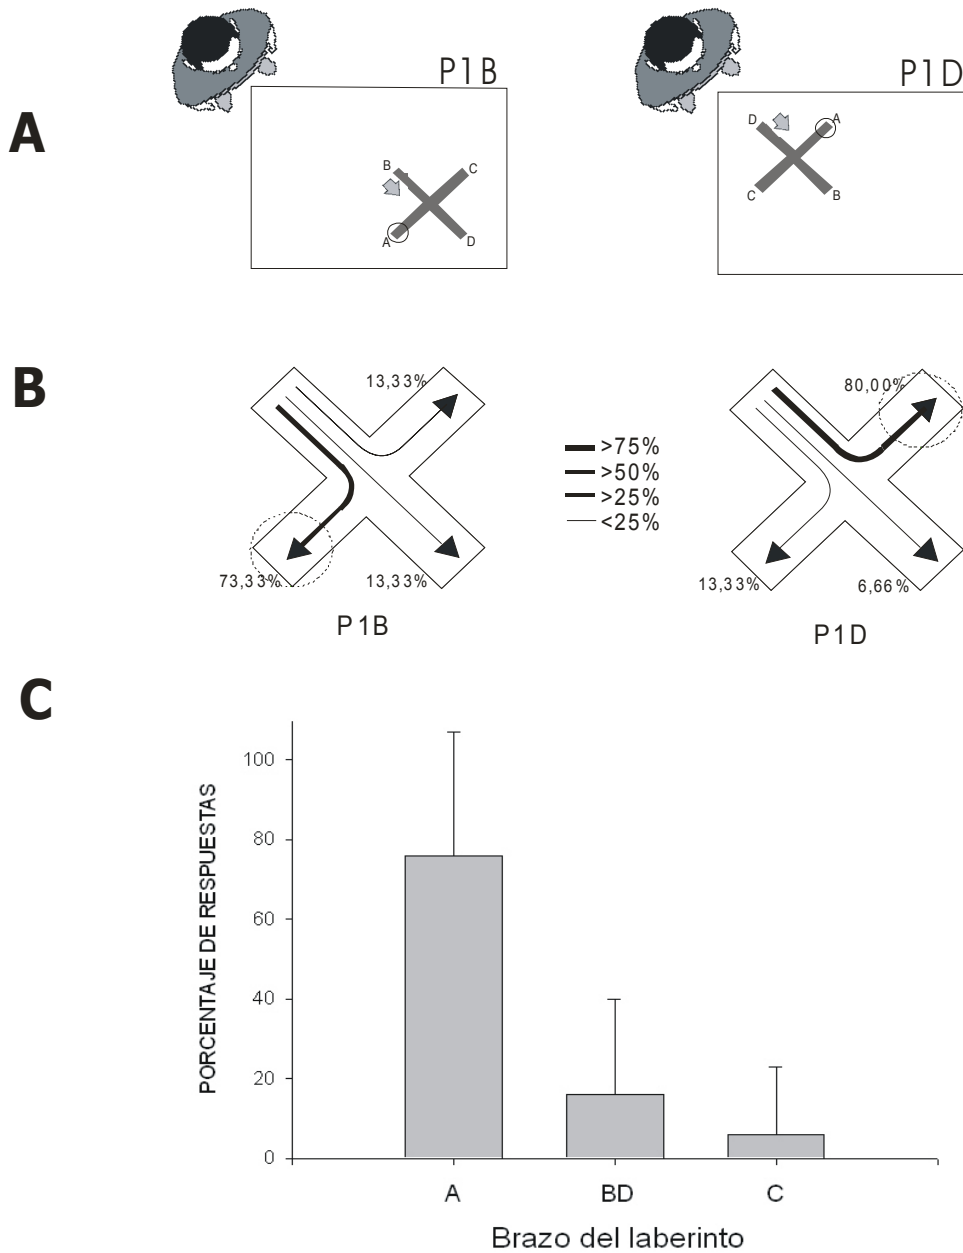 P1B
P1D
A
B
C
A
D
D
A
C
B
B
13,33%
80,00%
>75%
>50%
>25%
<25%
73,33%
13,33%
13,33%
6,66%
P1B
P1D
C
PORCENTAJE DE RESPUESTAS
100
80
60
40
20
0
A
BD
C
Brazo del laberinto